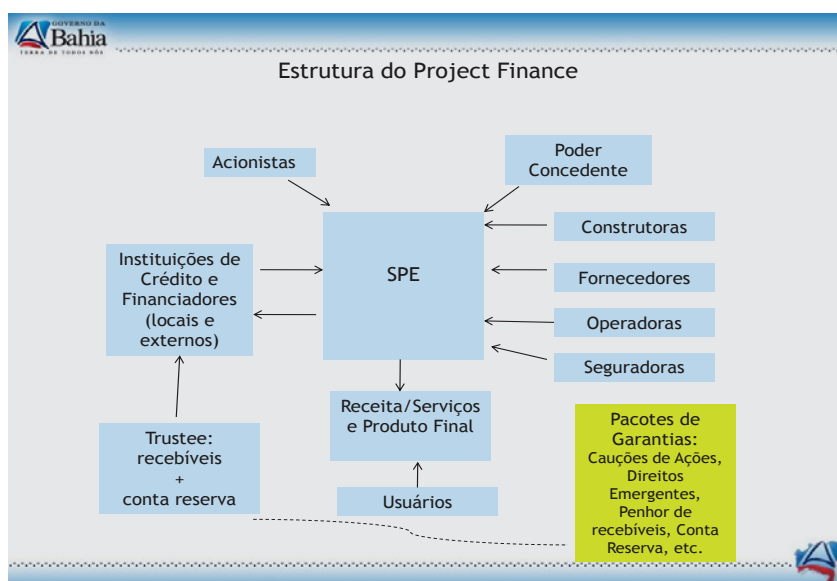 GOVERNO DA
Bahia
TERRA DE TODOS NÓS
Estrutura do Project Finance
Acionistas
Poder
Concedente
Construtoras
Instituições de
Crédito e
Financiadores
(locais e
externos)
SPE
Fornecedores
Operadoras
Seguradoras
Receita/Serviços
e Produto Final
Trustee:
recebíveis
+
conta reserva
Usuários
Pacotes de
Garantias:
Cauções de Ações,
Direitos
Emergentes,
Penhor de
recebíveis, Conta
Reserva, etc.